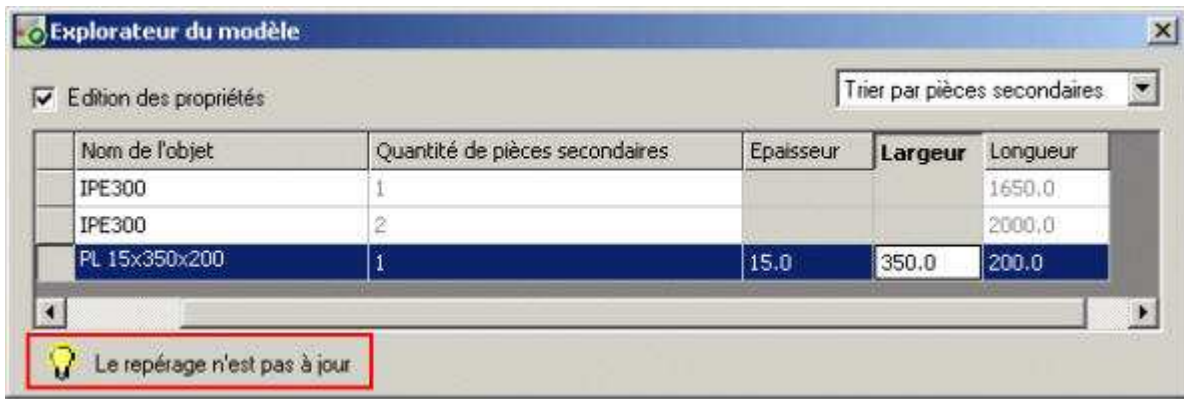 Explorateur du modèle
Edition des propriétés
Trier par pièces secondaires
Nom de l'objet Quantité de pièces secondaires Epaisseur Largeur Longueur
IPE300 1 1650.0
IPE300 2 2000.0
PL 15x350x200 1 15.0 350.0 200.0
Le repérage n'est pas à jour